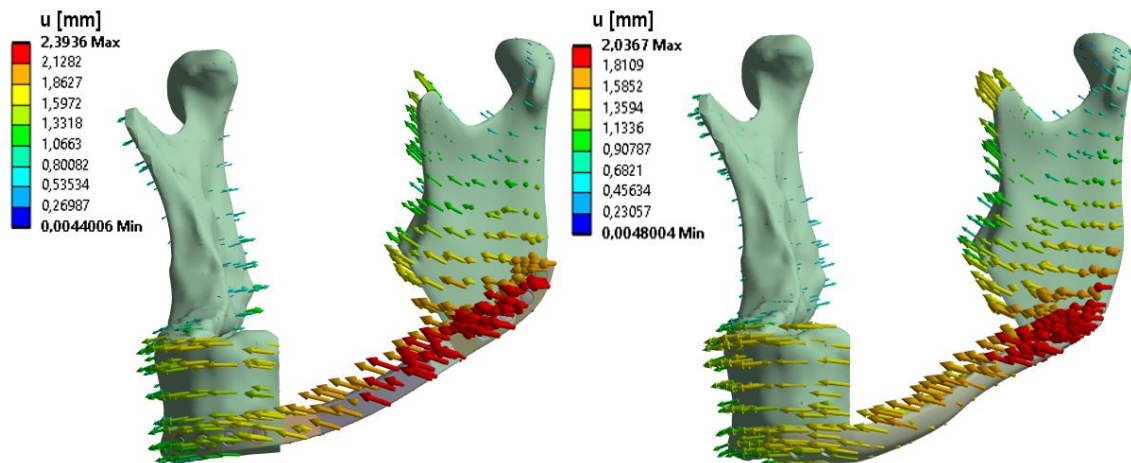 u [mm]
2,3936 Max
2,1282
1,8627
1,5972
1,3318
1,0663
0,80082
0,53534
0,26987
0,0044006 Min
u [mm]
2,0367 Max
1,8109
1,5852
1,3594
1,1336
0,90787
0,6821
0,45634
0,23057
0,0048004 Min